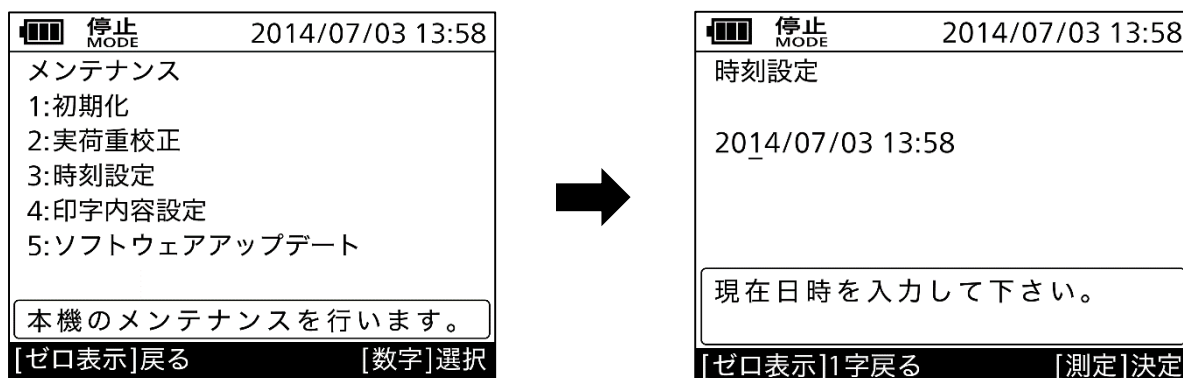 停止
MODE
2014/07/03 13:58
メンテナンス
1:初期化
2:実荷重校正
3:時刻設定
4:印字内容設定
5:ソフトウェアアップデート
本機のメンテナンスを行います。
[ゼロ表示]戻る [数字]選択
停止
MODE
2014/07/03 13:58
時刻設定
2014/07/03 13:58
現在日時を入力して下さい。
[ゼロ表示]1字戻る [測定]決定